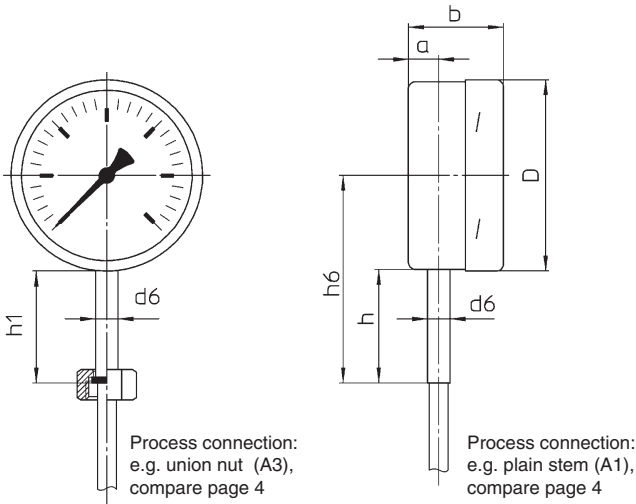 b
a
D
h6
h
d6
h1
d6
Process connection:
e.g. union nut (A3),
compare page 4
Process connection:
e.g. plain stem (A1),
compare page 4